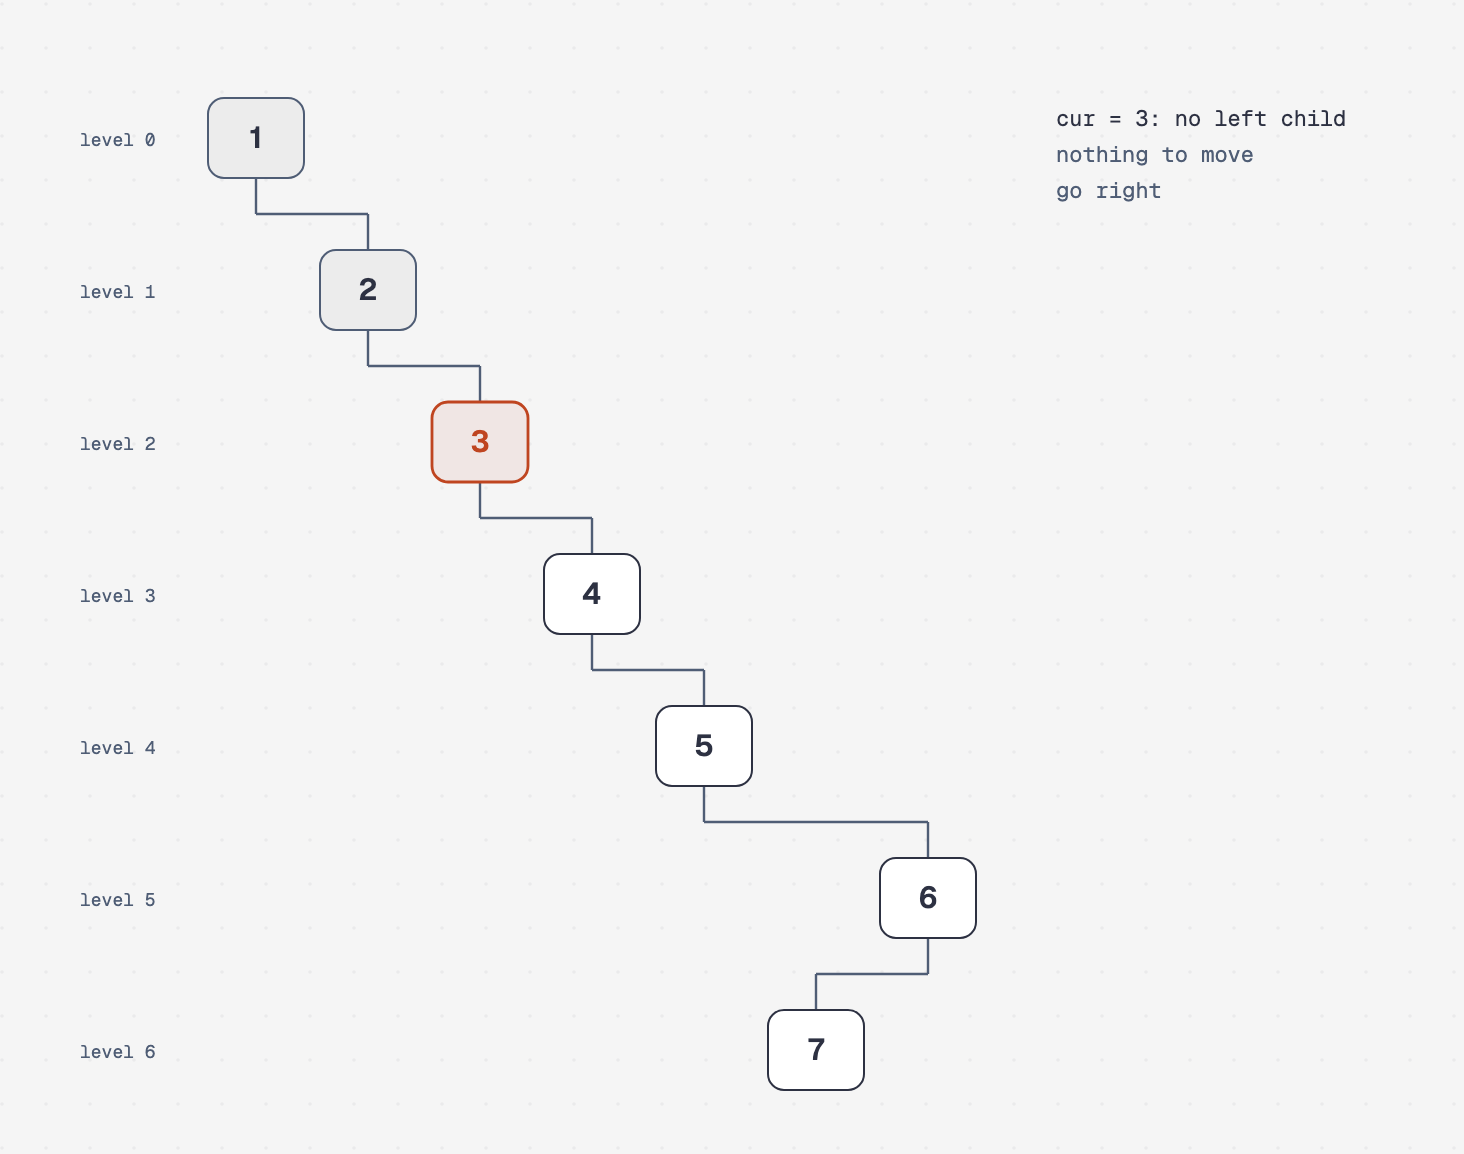 level 0
1
cur = 3: no left child
nothing to move
go right
level 1
2
level 2
3
level 3
4
level 4
5
level 5
6
level 6
7